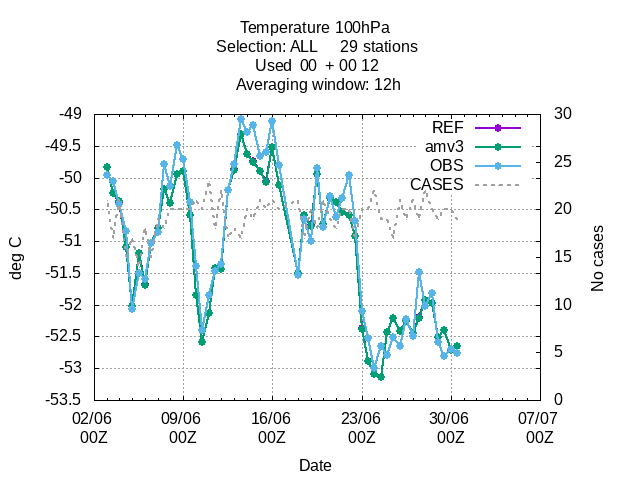 Temperature 100hPa
Selection: ALL 29 stations
Used 00 + 00 12
Averaging window: 12h
-49
-49.5
-50
-50.5
-51
-51.5
-52
-52.5
-53
-53.5
deg C
REF
amv3
OBS
CASES
30
25
20
15
10
5
0
No cases
02/06 09/06 16/06 23/06 30/06 07/07
00Z 00Z 00Z 00Z 00Z 00Z
Date